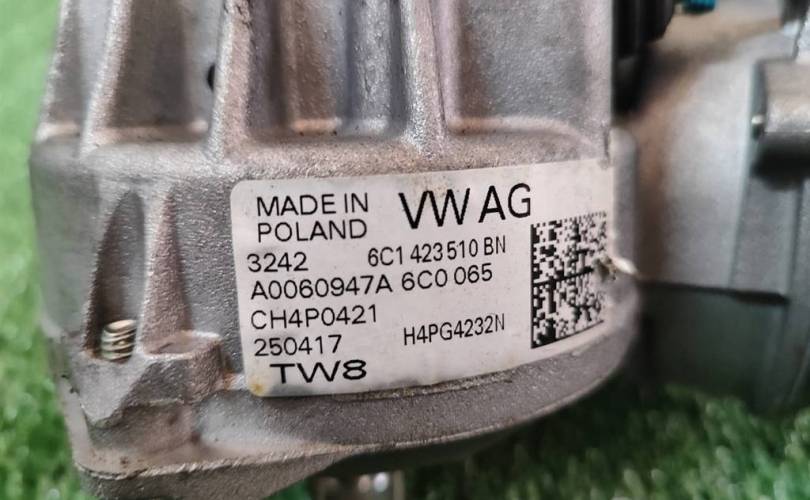 MADE IN VW AG
POLAND
3242 6C1 423 510 BN
A0060947A 6C0 065
CH4P0421
250417 H4PG4232N
TW8